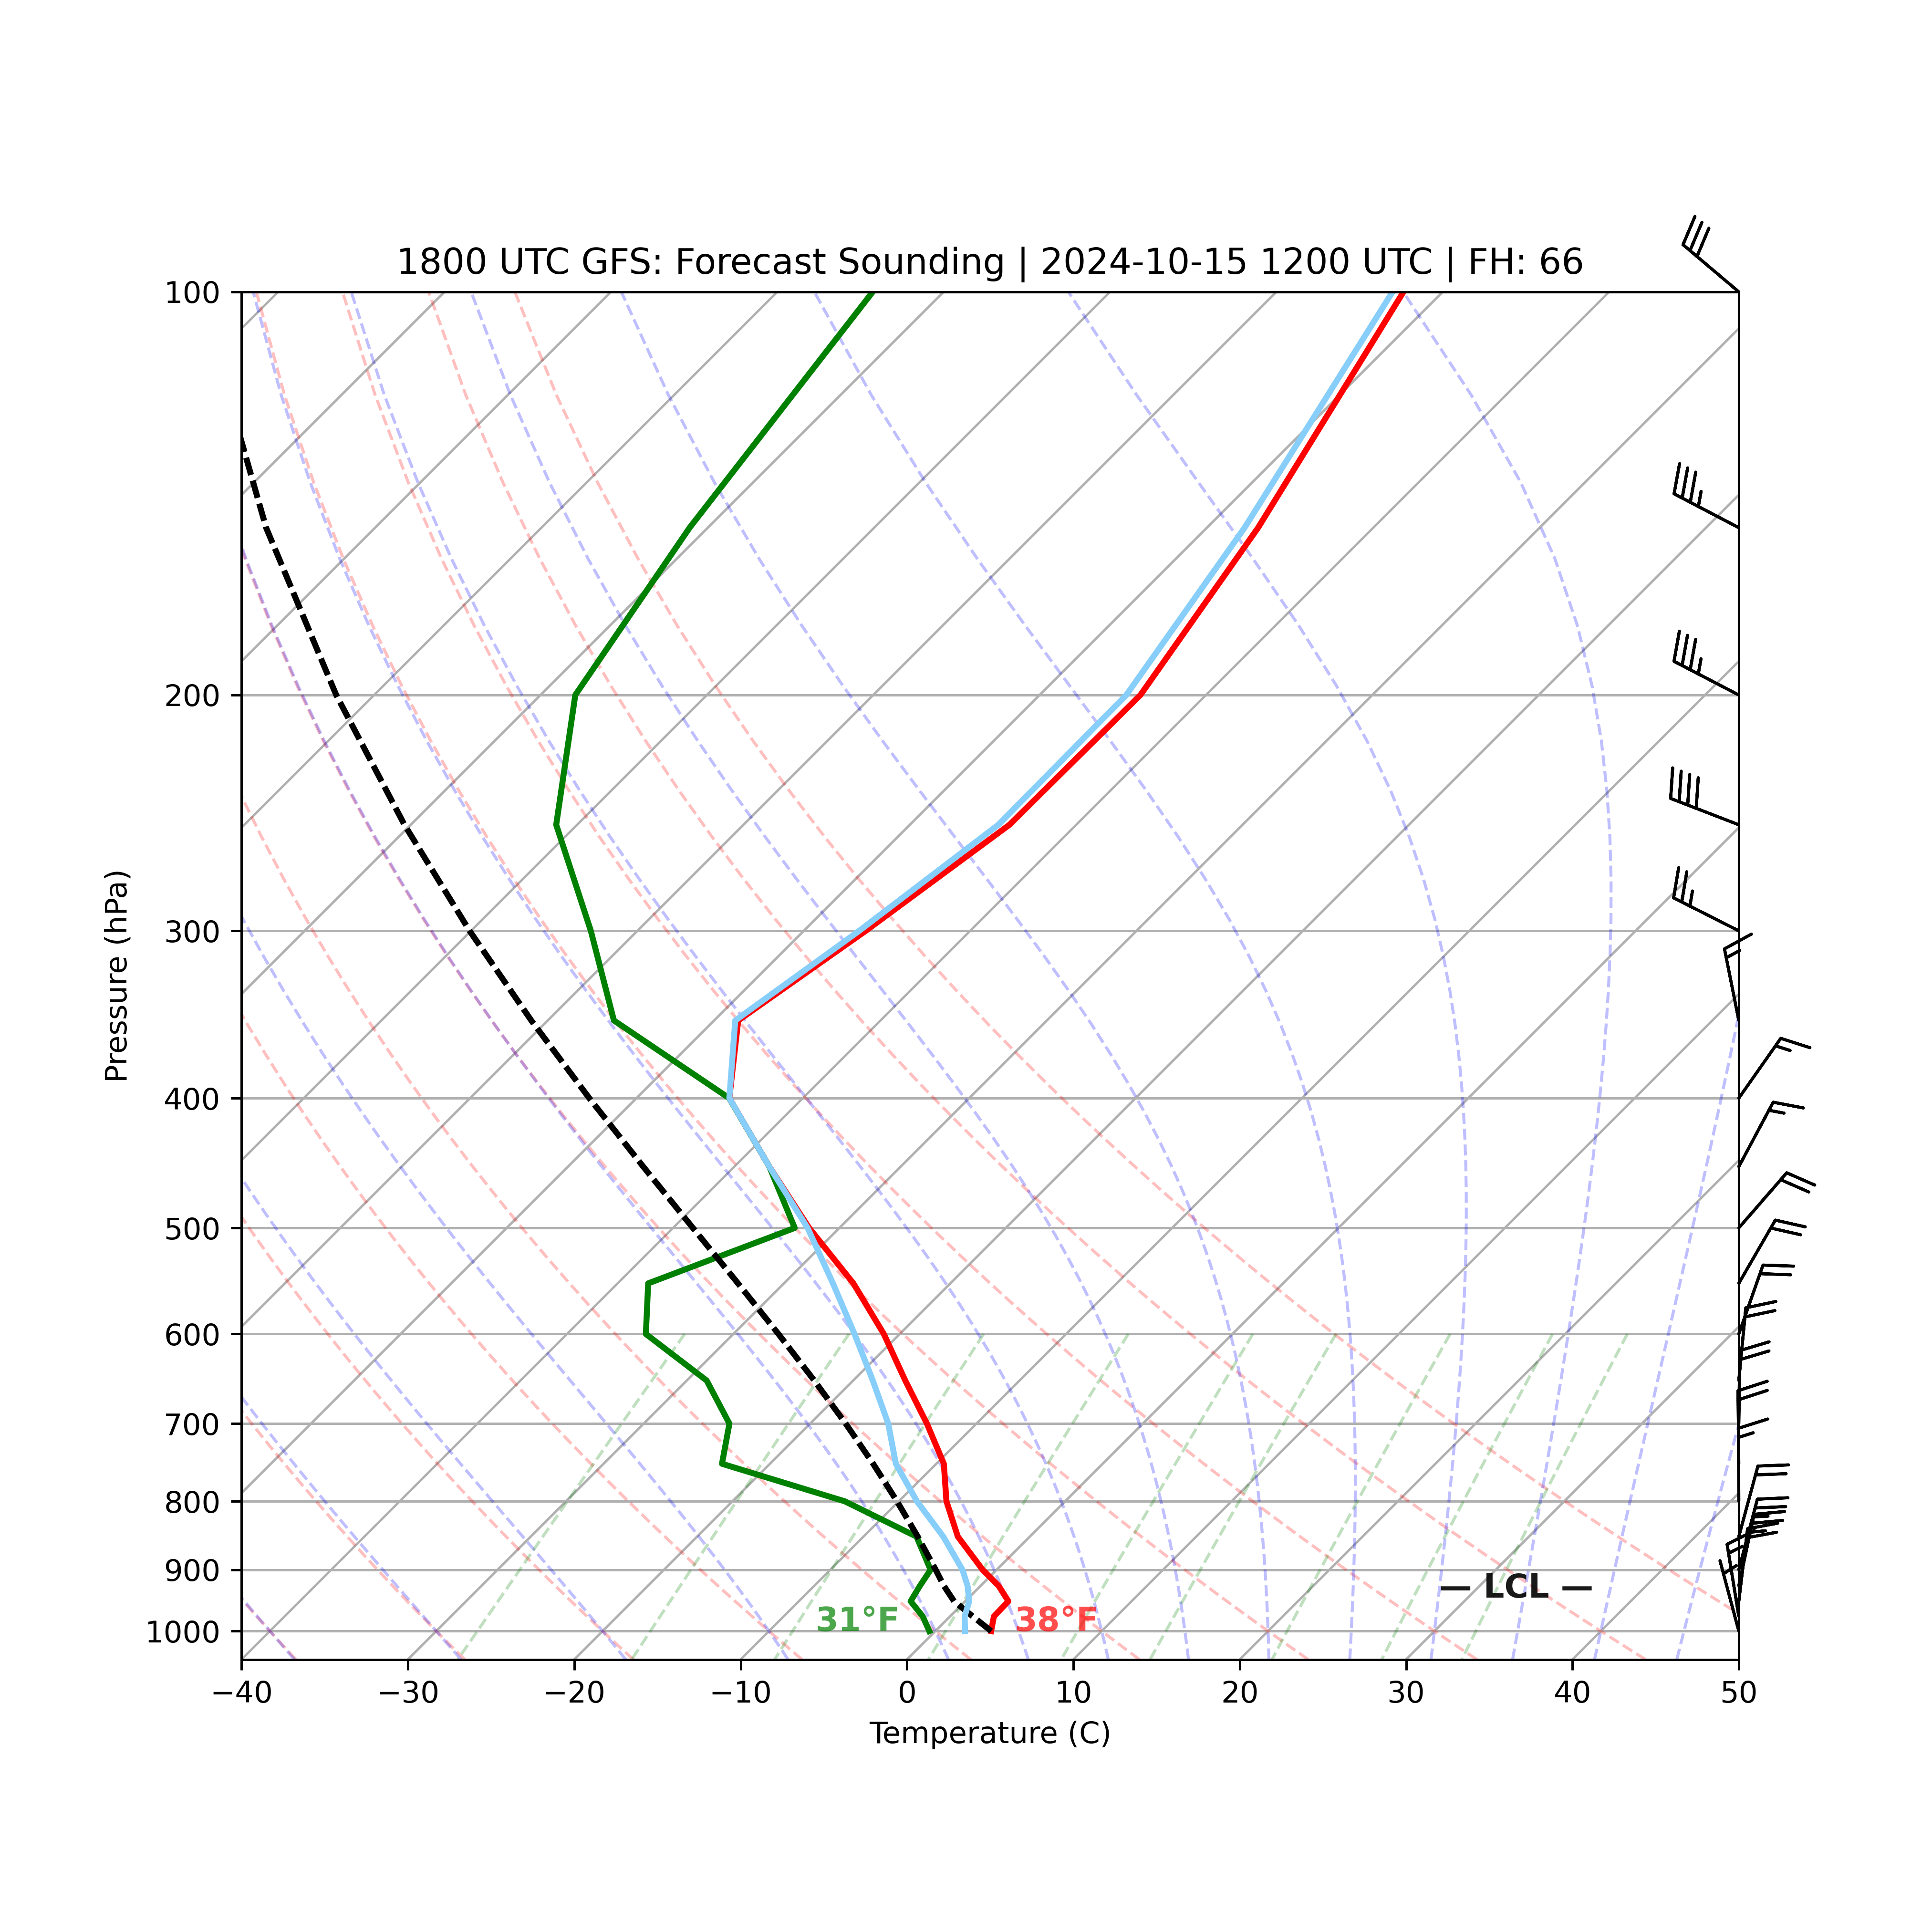 1800 UTC GFS: Forecast Sounding | 2024-10-15 1200 UTC | FH: 66
100
200
300
400
500
600
700
800
900
1000
Pressure (hPa)
31°F
38°F
— LCL —
−40 −30 −20 −10 0 10 20 30 40 50
Temperature (C)